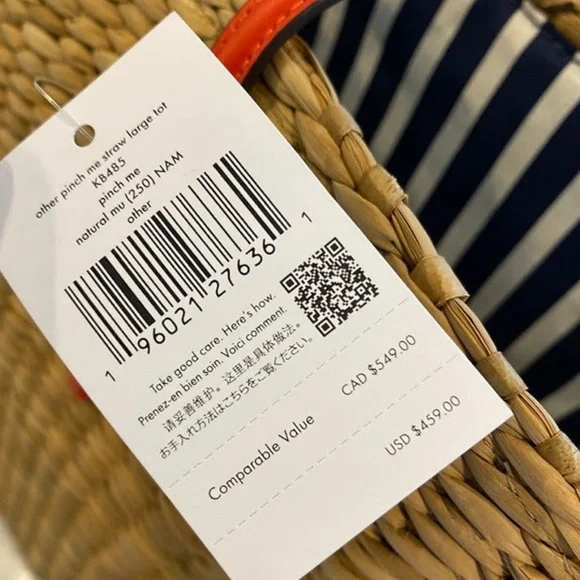 other pinch me straw large tot
K8485
pinch me
natural mu (250) NAM
other
1 96021 27636 1
Take good care. Here's how.
Prenez-en bien soin. Voici comment.
请妥善维护。这里是具体做法。
お手入れ方法はこちらをご覧ください。
Comparable Value CAD $549.00
USD $459.00